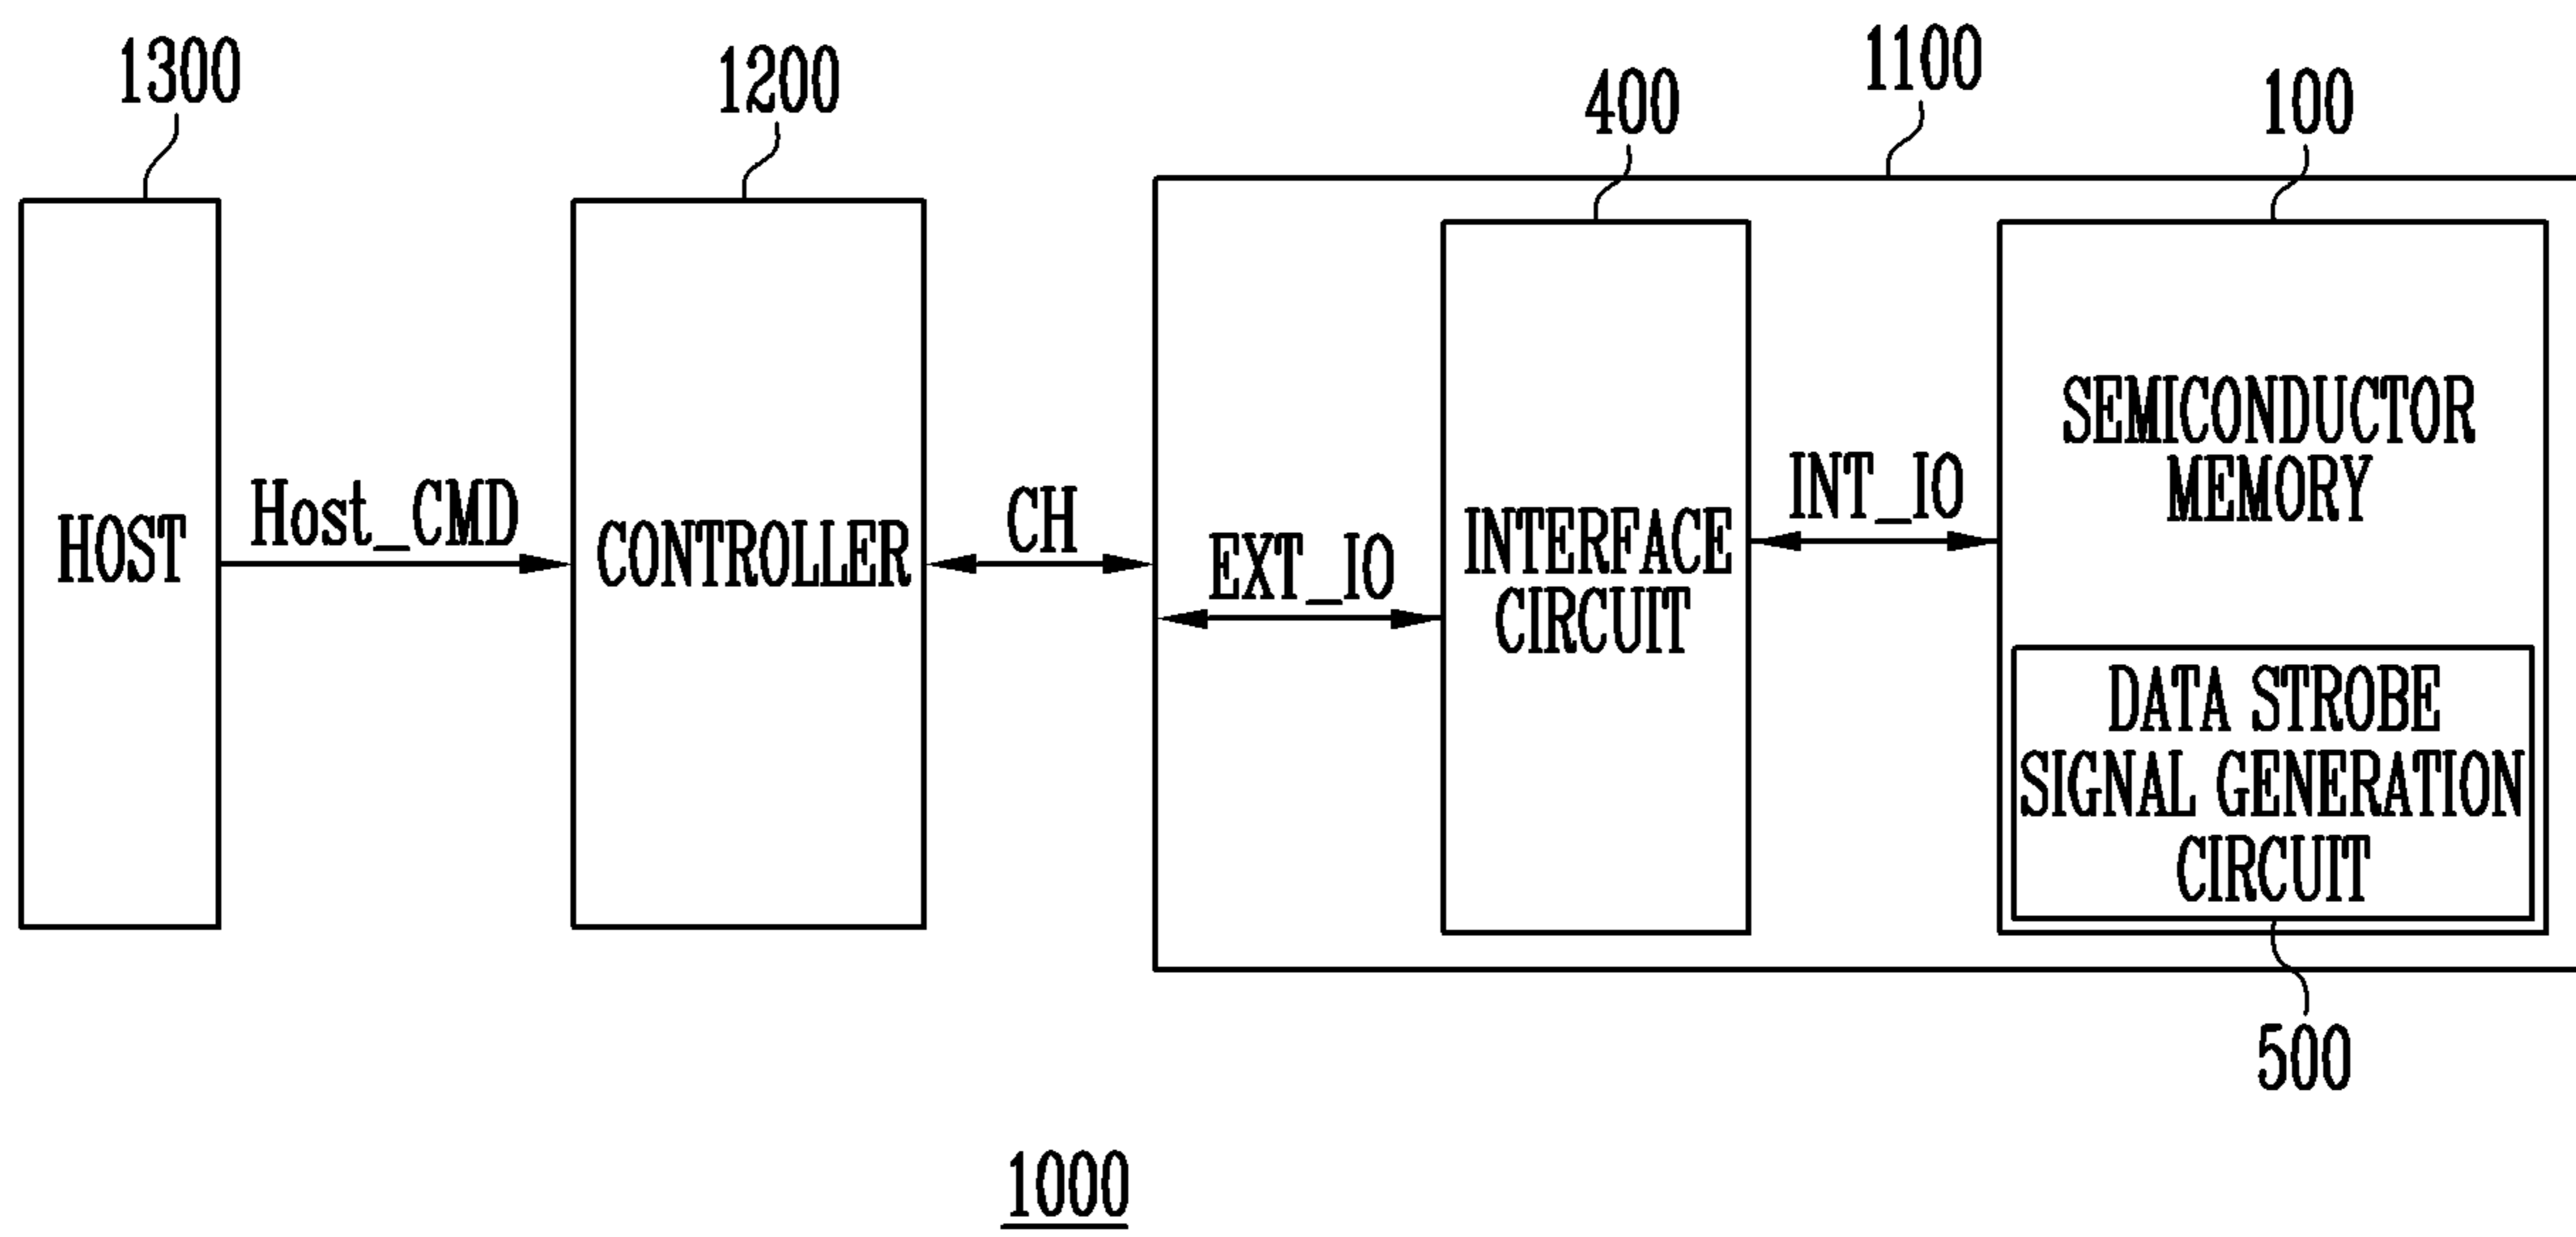 1300
1200
400
1100
100
HOST
Host_CMD
CONTROLLER
CH
EXT_IO
INTERFACE
CIRCUIT
INT_IO
SEMICONDUCTOR
MEMORY
DATA STROBE
SIGNAL GENERATION
CIRCUIT
500
1000